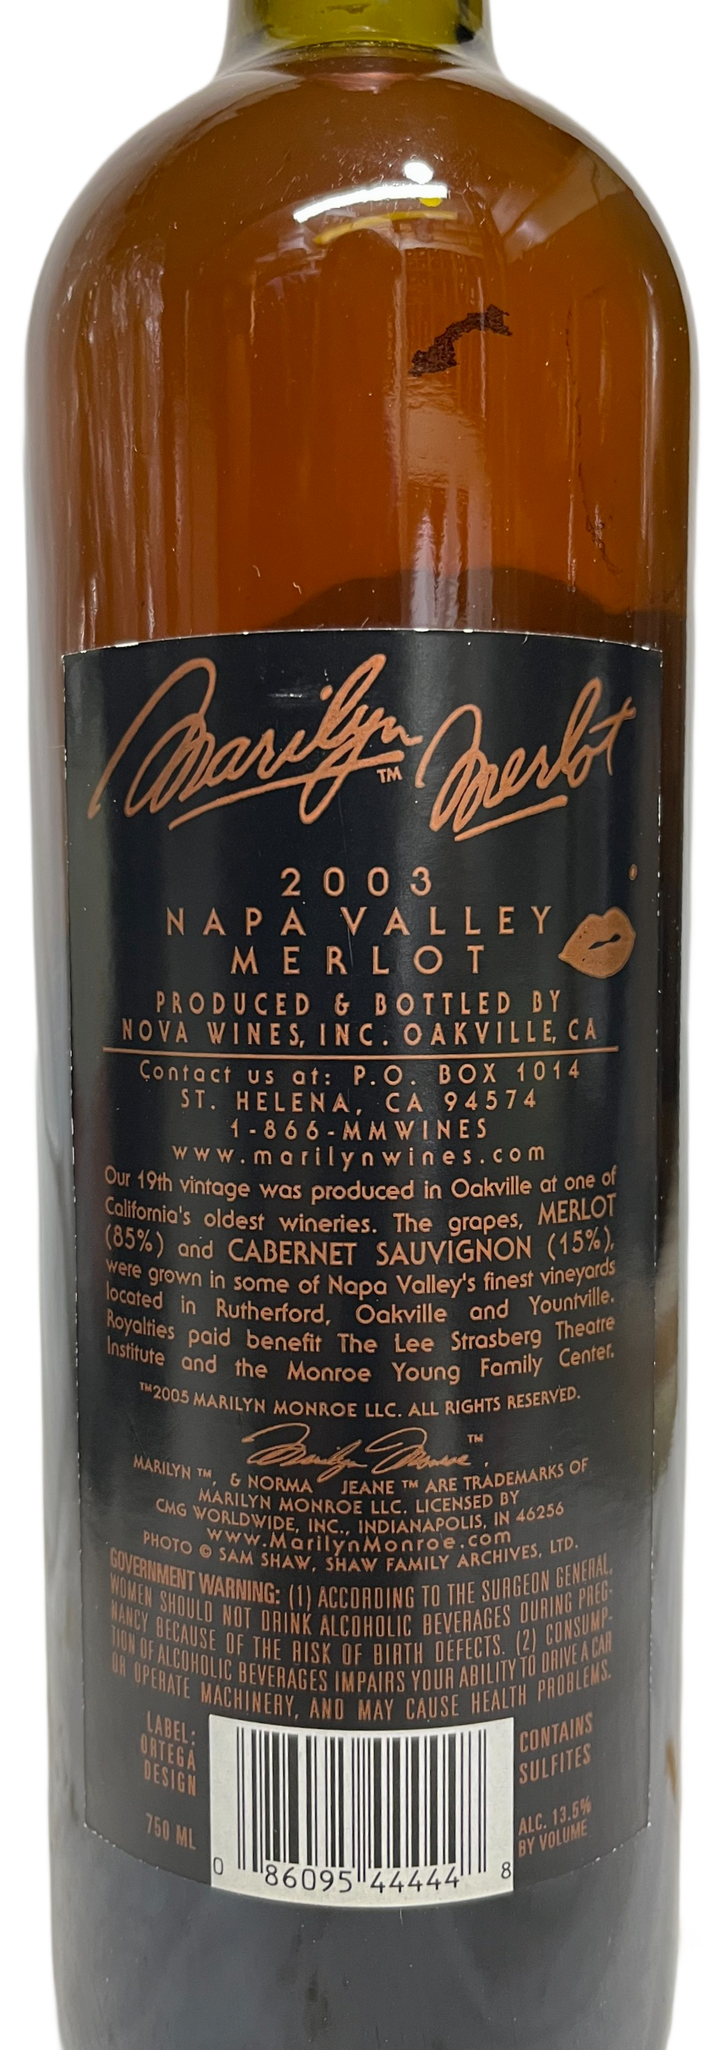 Marilyn™ Merlot
2003
NAPA VALLEY
MERLOT
PRODUCED & BOTTLED BY
NOVA WINES, INC. OAKVILLE, CA
Contact us at: P.O. BOX 1014
ST. HELENA, CA 94574
1-866-MMWINES
www.marilynwines.com
Our 19th vintage was produced in Oakville at one of
California's oldest wineries. The grapes, MERLOT
(85%) and CABERNET SAUVIGNON (15%),
were grown in some of Napa Valley's finest vineyards
located in Rutherford, Oakville and Yountville.
Royalties paid benefit The Lee Strasberg Theatre
Institute and the Monroe Young Family Center.
™2005 MARILYN MONROE LLC. ALL RIGHTS RESERVED.
Marilyn Monroe™,
MARILYN™, & NORMA JEANE™ ARE TRADEMARKS OF
MARILYN MONROE LLC. LICENSED BY
CMG WORLDWIDE, INC., INDIANAPOLIS, IN 46256
www.MarilynMonroe.com
PHOTO © SAM SHAW, SHAW FAMILY ARCHIVES, LTD.
GOVERNMENT WARNING: (1) ACCORDING TO THE SURGEON GENERAL,
WOMEN SHOULD NOT DRINK ALCOHOLIC BEVERAGES DURING PREG-
NANCY BECAUSE OF THE RISK OF BIRTH DEFECTS. (2) CONSUMP-
TION OF ALCOHOLIC BEVERAGES IMPAIRS YOUR ABILITY TO DRIVE A CAR
OR OPERATE MACHINERY, AND MAY CAUSE HEALTH PROBLEMS.
LABEL:
ORTEGA
DESIGN
750 ML
CONTAINS
SULFITES
ALC. 13.5%
BY VOLUME
0 86095 44444 8